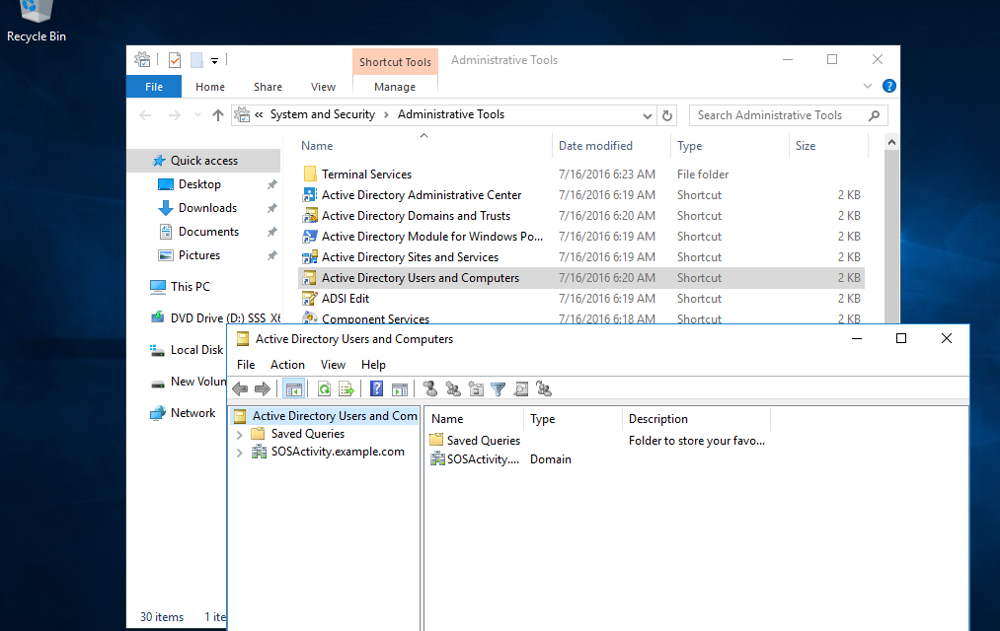 Recycle Bin
Shortcut Tools Administrative Tools
File Home Share View Manage
« System and Security > Administrative Tools
Search Administrative Tools
Quick access
Desktop
Downloads
Documents
Pictures
This PC
DVD Drive (D:) SSS_X6
Local Disk
New Volun
Network
Name Date modified Type Size
Terminal Services 7/16/2016 6:23 AM File folder
Active Directory Administrative Center 7/16/2016 6:19 AM Shortcut 2 KB
Active Directory Domains and Trusts 7/16/2016 6:20 AM Shortcut 2 KB
Active Directory Module for Windows Po... 7/16/2016 6:19 AM Shortcut 2 KB
Active Directory Sites and Services 7/16/2016 6:19 AM Shortcut 2 KB
Active Directory Users and Computers 7/16/2016 6:20 AM Shortcut 2 KB
ADSI Edit 7/16/2016 6:19 AM Shortcut 2 KB
Component Services 7/16/2016 6:18 AM Shortcut 2 KB
30 items 1 ite
Active Directory Users and Computers
File Action View Help
Active Directory Users and Com
Saved Queries
SOSActivity.example.com
Name Type Description
Saved Queries Folder to store your favo...
SOSActivity.... Domain